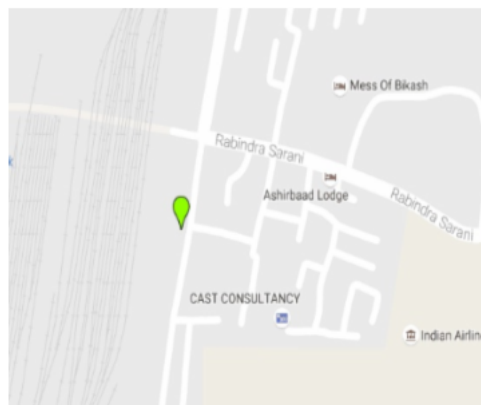 Mess Of Bikash
Rabindra Sarani
Ashirbaad Lodge
Rabindra Sarani
CAST CONSULTANCY
Indian Airlin